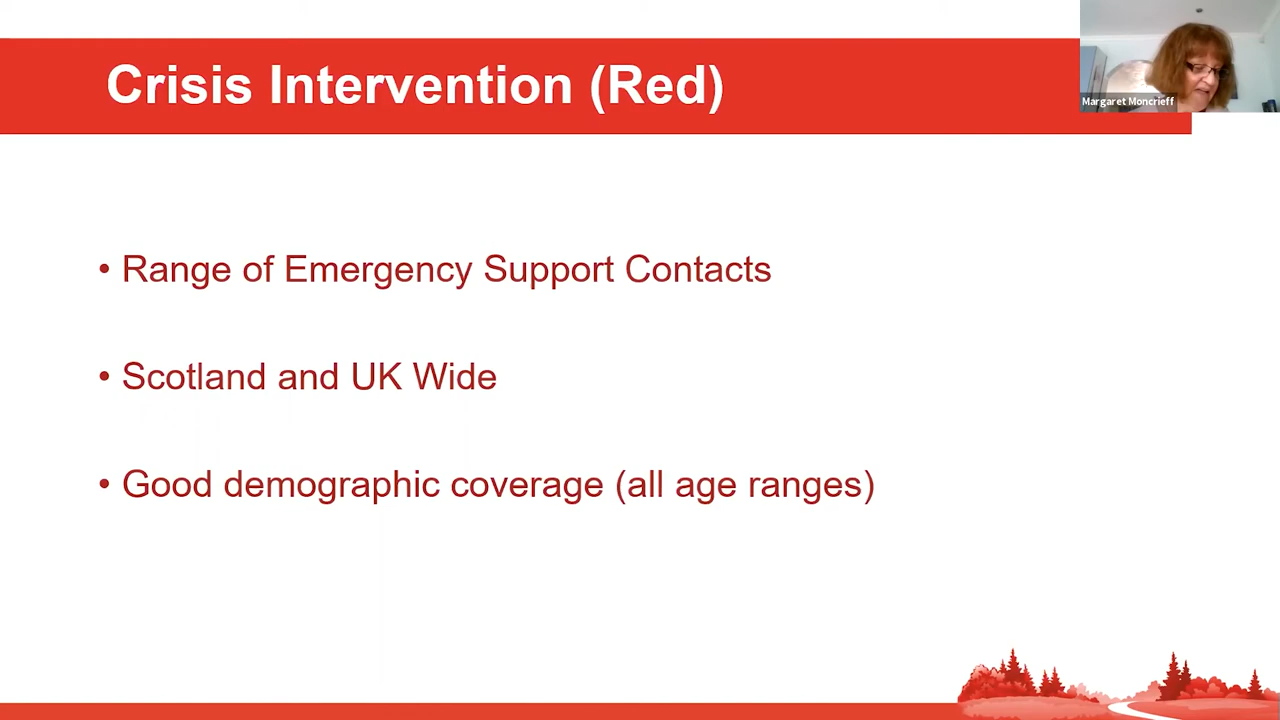 Crisis Intervention (Red)
Margaret Moncrieff
• Range of Emergency Support Contacts
• Scotland and UK Wide
• Good demographic coverage (all age ranges)